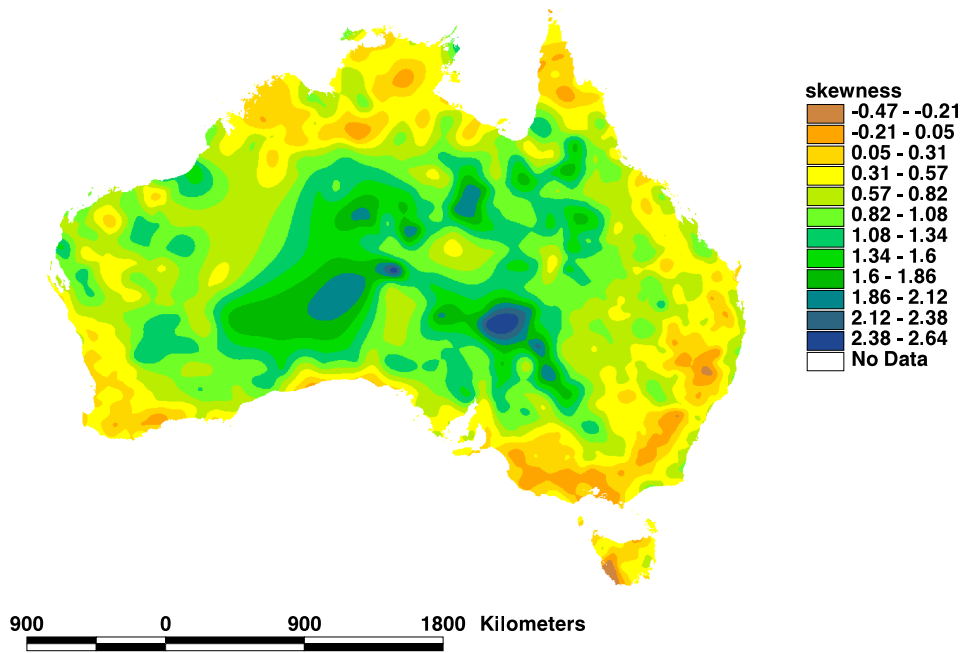 skewness
-0.47 - -0.21
-0.21 - 0.05
0.05 - 0.31
0.31 - 0.57
0.57 - 0.82
0.82 - 1.08
1.08 - 1.34
1.34 - 1.6
1.6 - 1.86
1.86 - 2.12
2.12 - 2.38
2.38 - 2.64
No Data
900 0 900 1800 Kilometers